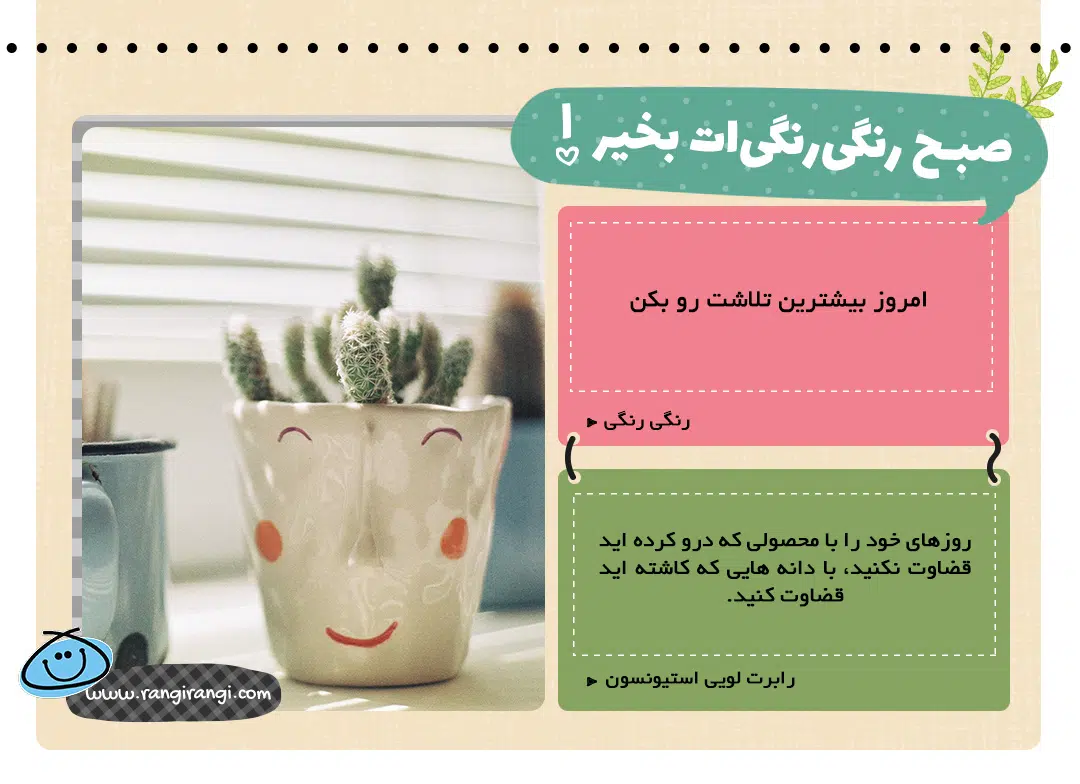 صبح رنگی‌رنگی‌ات بخیر !
امروز بیشترین تلاشت رو بکن
رنگی رنگی
روزهای خود را با محصولی که درو کرده اید
قضاوت نکنید، با دانه هایی که کاشته اید
قضاوت کنید.
رابرت لویی استیونسون
www.rangirangi.com